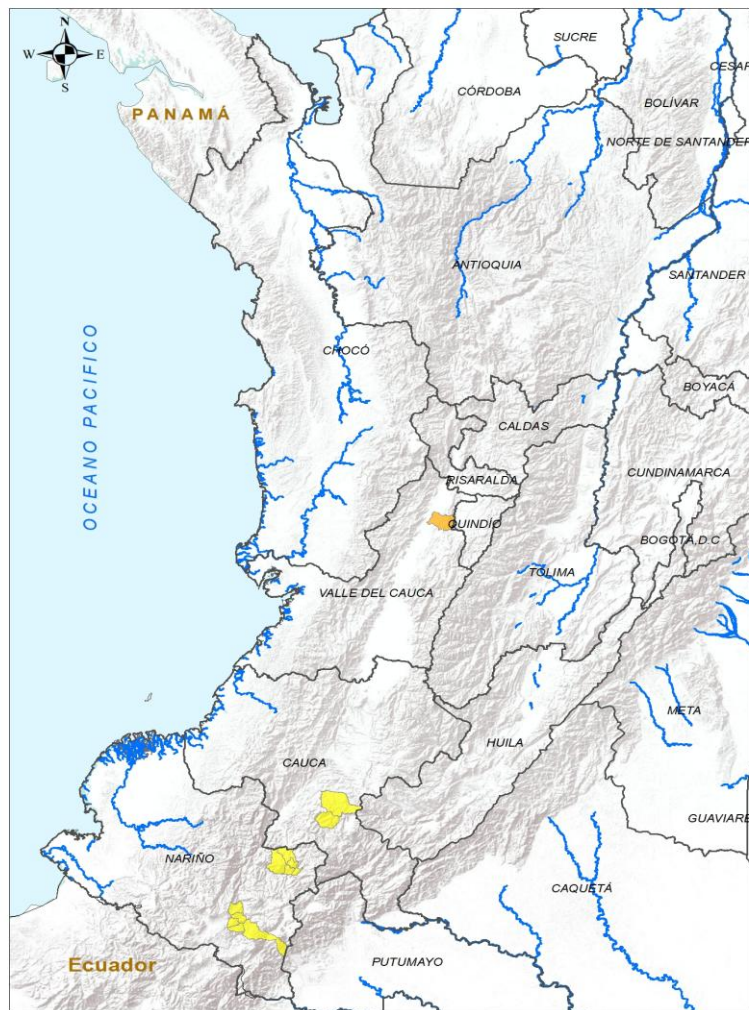 N
W
E
S
SUCRE
CESAR
CÓRDOBA
BOLÍVAR
PANAMÁ
NORTE DE SANTANDER
ANTIOQUIA
SANTANDER
OCEANO PACIFICO
CHOCÓ
BOYACÁ
CALDAS
CUNDINAMARCA
RISARALDA
QUINDÍO
BOGOTÁ,D.C
TOLIMA
VALLE DEL CAUCA
META
HUILA
CAUCA
GUAVIARE
NARIÑO
CAQUETÁ
PUTUMAYO
Ecuador